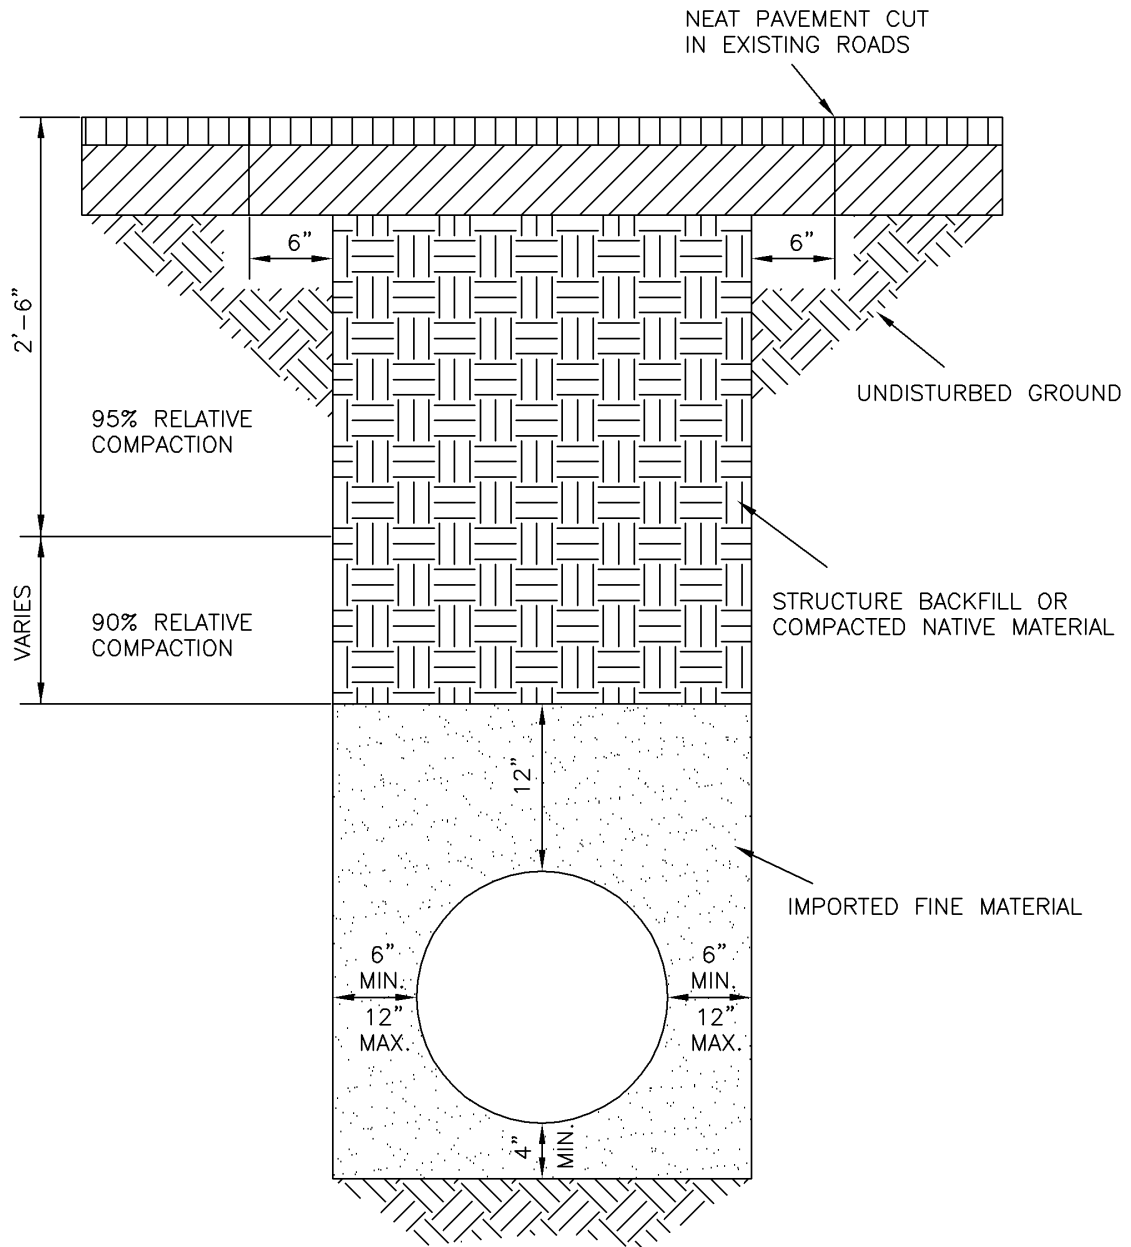 NEAT PAVEMENT CUT
IN EXISTING ROADS
6"
6"
2'-6"
UNDISTURBED GROUND
95% RELATIVE
COMPACTION
STRUCTURE BACKFILL OR
COMPACTED NATIVE MATERIAL
VARIES
90% RELATIVE
COMPACTION
12"
IMPORTED FINE MATERIAL
6"
MIN.
12"
MAX.
6"
MIN.
12"
MAX.
4"
MIN.